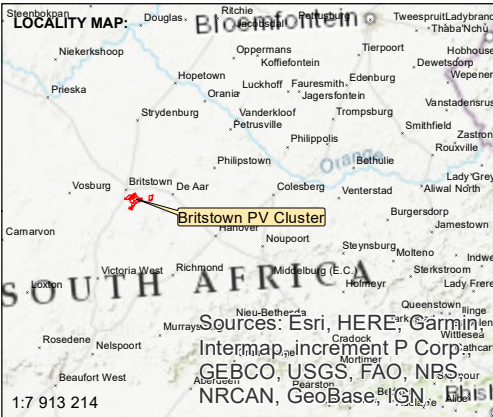 Steenbokpan
Douglas
Ritchie
Jacobsdal
Petrusburg
Bloemfontein
Tweespruit
Ladybrand
Thaba'Nchu
LOCALITY MAP:
Niekerkshoop
Oppermans
Koffiefontein
Tierpoort
Hobhouse
Dewetsdorp
Wepener
Prieska
Hopetown
Orania
Luckhoff
Fauresmith
Edenburg
Jagersfontein
Vanstadensrus
Strydenburg
Vanderkloof
Petrusville
Trompsburg
Smithfield
Zastron
Philippolis
Rouxville
Philipstown
Orange
Bethulie
Lady Grey
Vosburg
Britstown
De Aar
Colesberg
Venterstad
Aliwal North
Britstown PV Cluster
Burgersdorp
Jamestown
Carnarvon
Hanover
Noupoort
Steynsburg
Molteno
Indwe
Loxton
Victoria West
Richmond
Middelburg (E.C.)
Hofmeyr
Sterkstroom
Lady Frere
SOUTH AFRICA
Nieu-Bethesda
Queenstown
Ilinge
Rosedene
Nelspoort
Murraysburg
Cradock
Wittlesea
Cathcart
Mortimer
Beaufort West
Aberdeen
Pearston
Seymour
Alice
Sources: Esri, HERE, Garmin,
Intermap, increment P Corp.,
GEBCO, USGS, FAO, NPS,
NRCAN, GeoBase, IGN,
1:7 913 214